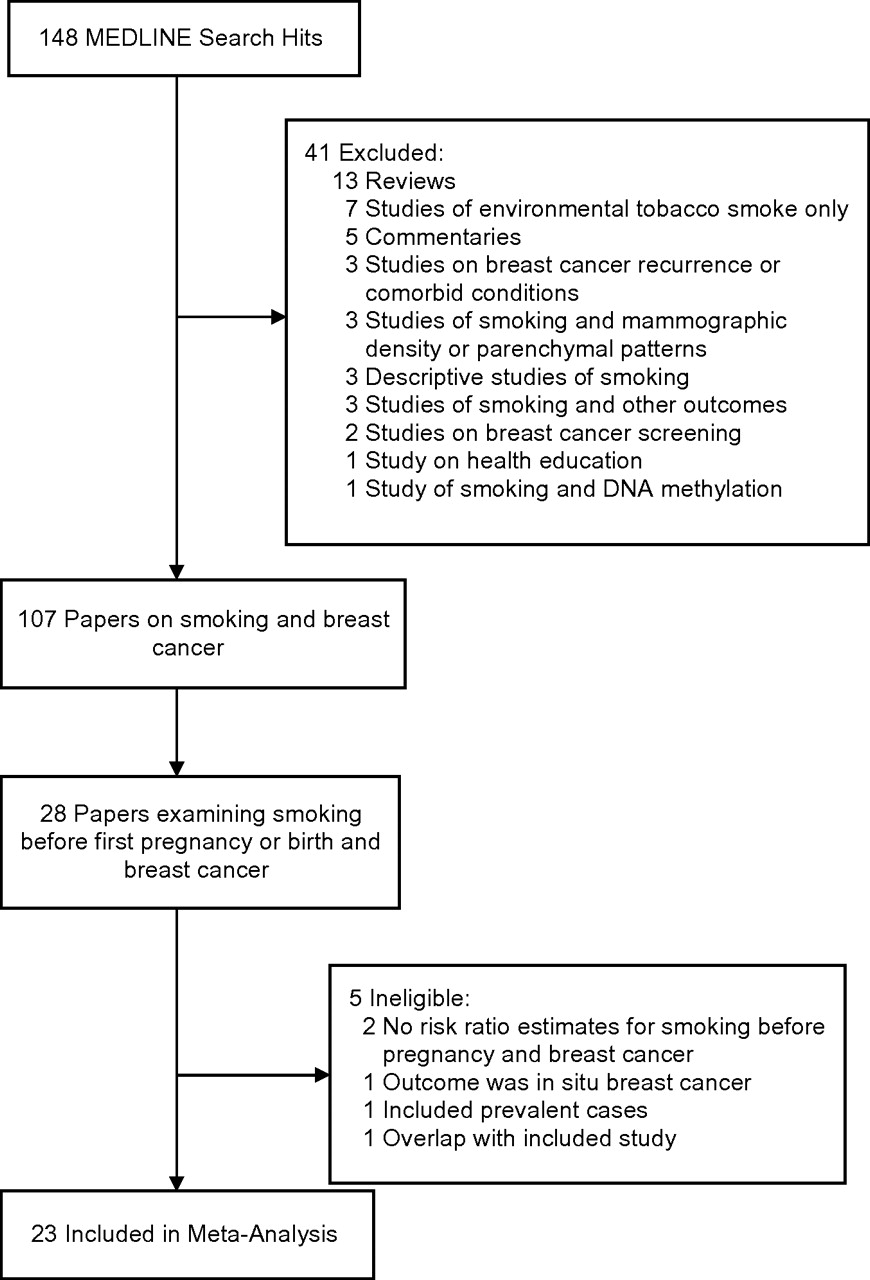 148 MEDLINE Search Hits
41 Excluded:
13 Reviews
7 Studies of environmental tobacco smoke only
5 Commentaries
3 Studies on breast cancer recurrence or
comorbid conditions
3 Studies of smoking and mammographic
density or parenchymal patterns
3 Descriptive studies of smoking
3 Studies of smoking and other outcomes
2 Studies on breast cancer screening
1 Study on health education
1 Study of smoking and DNA methylation
107 Papers on smoking and breast
cancer
28 Papers examining smoking
before first pregnancy or birth and
breast cancer
5 Ineligible:
2 No risk ratio estimates for smoking before
pregnancy and breast cancer
1 Outcome was in situ breast cancer
1 Included prevalent cases
1 Overlap with included study
23 Included in Meta-Analysis